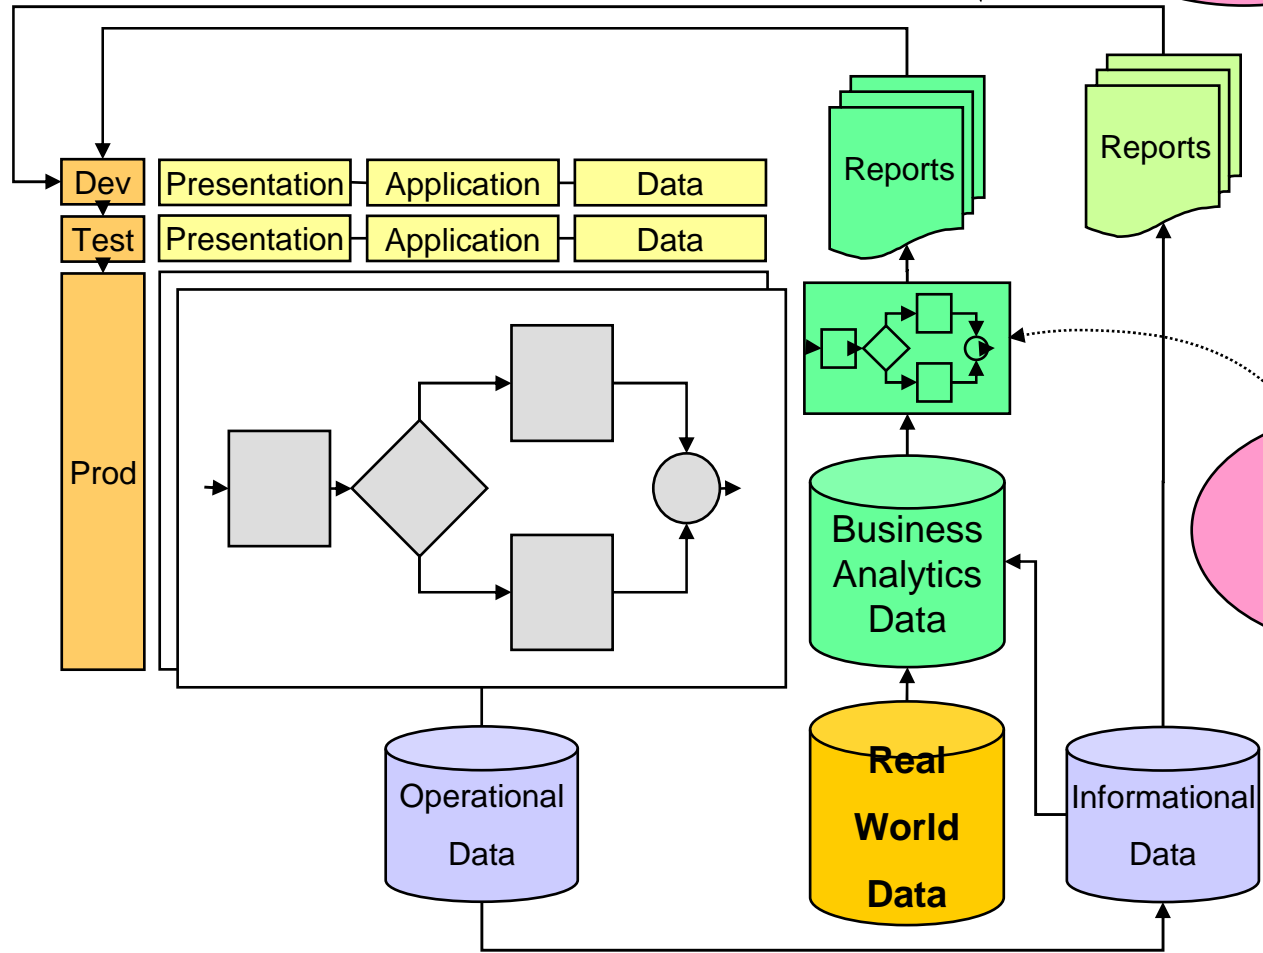 Reports
Reports
Dev
Presentation
Application
Data
Test
Presentation
Application
Data
Prod
Business
Analytics
Data
Real
World
Data
Operational
Data
Informational
Data